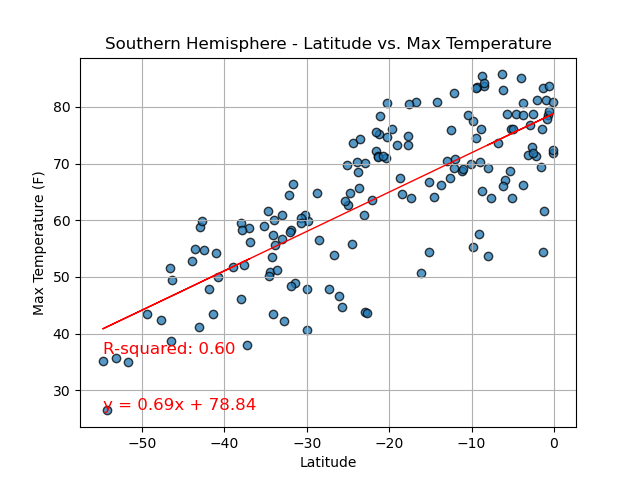 Southern Hemisphere - Latitude vs. Max Temperature
80
70
60
50
40
30
Max Temperature (F)
R-squared: 0.60
y = 0.69x + 78.84
−50
−40
−30
−20
−10
0
Latitude